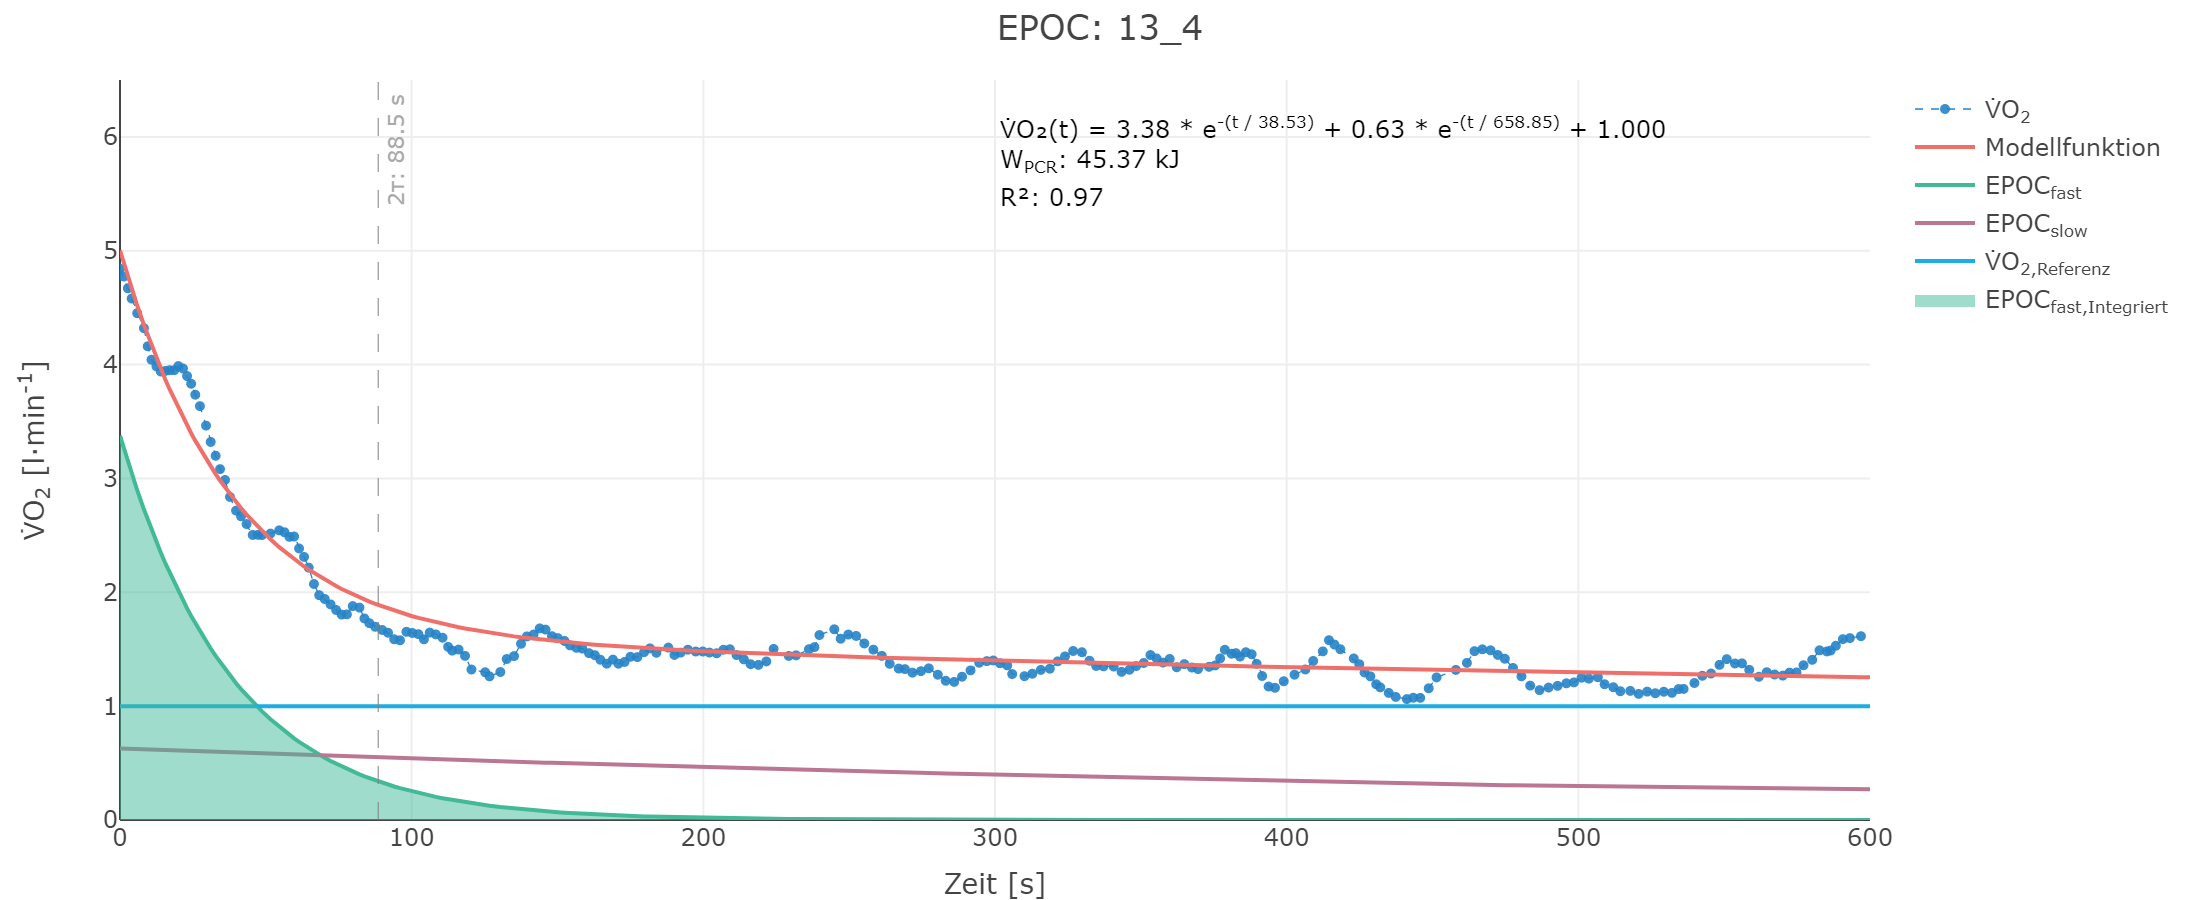 EPOC: 13_4
2τ: 88.5 s
V̇O₂(t) = 3.38 * e^-(t / 38.53) + 0.63 * e^-(t / 658.85) + 1.000
W_PCR: 45.37 kJ
R²: 0.97
V̇O₂
Modellfunktion
EPOC_fast
EPOC_slow
V̇O₂,Referenz
EPOC_fast,Integriert
V̇O₂ [l·min⁻¹]
6
5
4
3
2
1
0
0 100 200 300 400 500 600
Zeit [s]